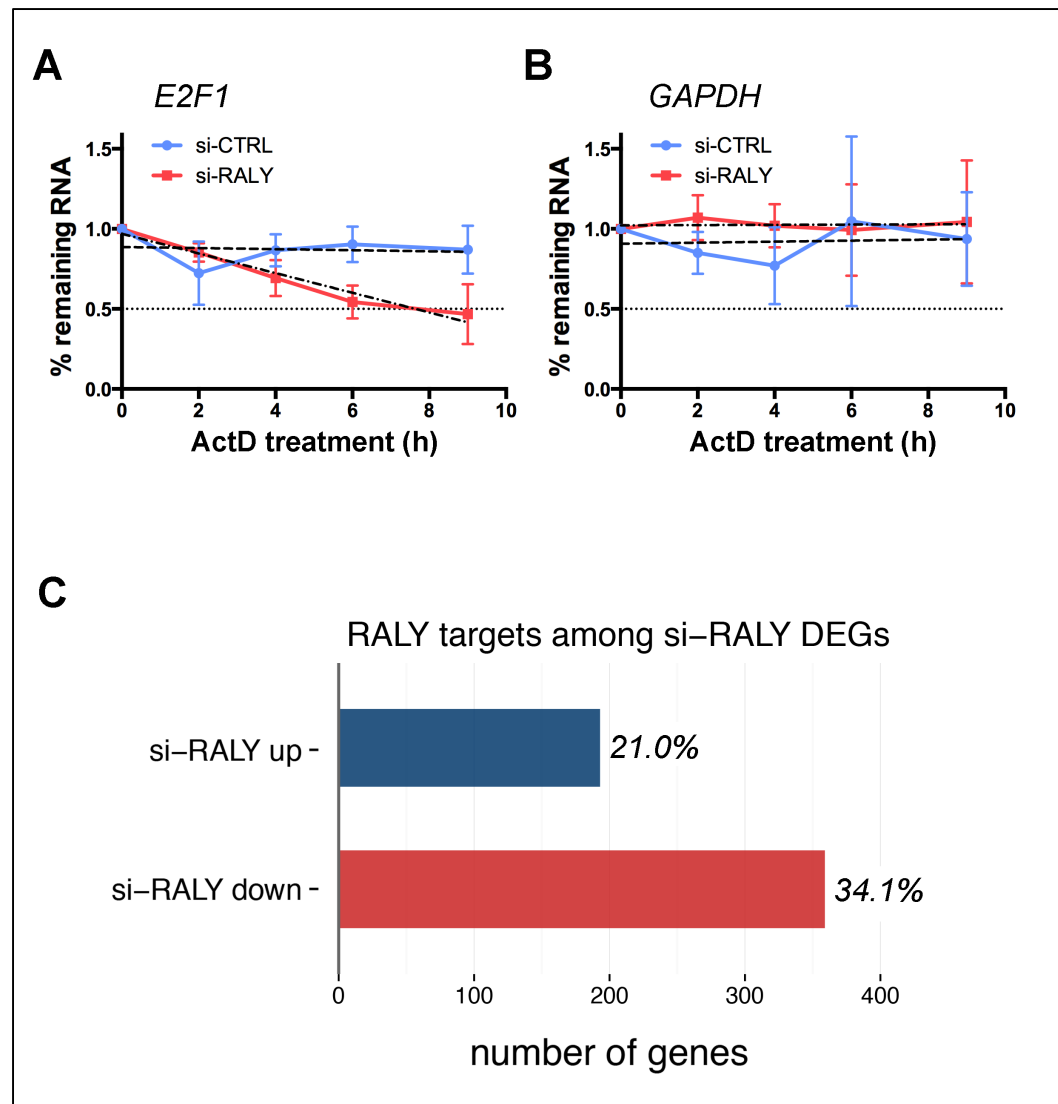 A
E2F1
si-CTRL
si-RALY
% remaining RNA
1.5
1.0
0.5
0.0
0 2 4 6 8 10
ActD treatment (h)
B
GAPDH
si-CTRL
si-RALY
% remaining RNA
1.5
1.0
0.5
0.0
0 2 4 6 8 10
ActD treatment (h)
C
RALY targets among si−RALY DEGs
si−RALY up
21.0%
si−RALY down
34.1%
0 100 200 300 400
number of genes